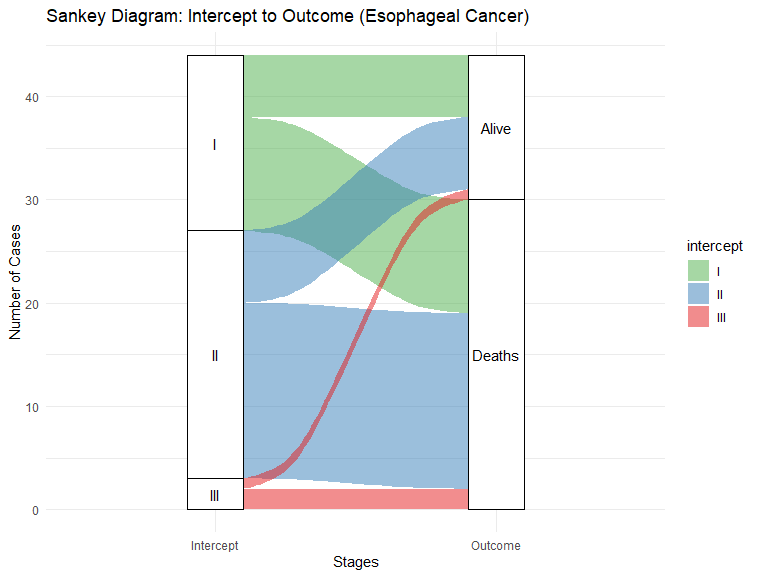 Sankey Diagram: Intercept to Outcome (Esophageal Cancer)
Number of Cases
40
30
20
10
0
I
II
III
Alive
Deaths
Intercept
Outcome
Stages
intercept
I
II
III